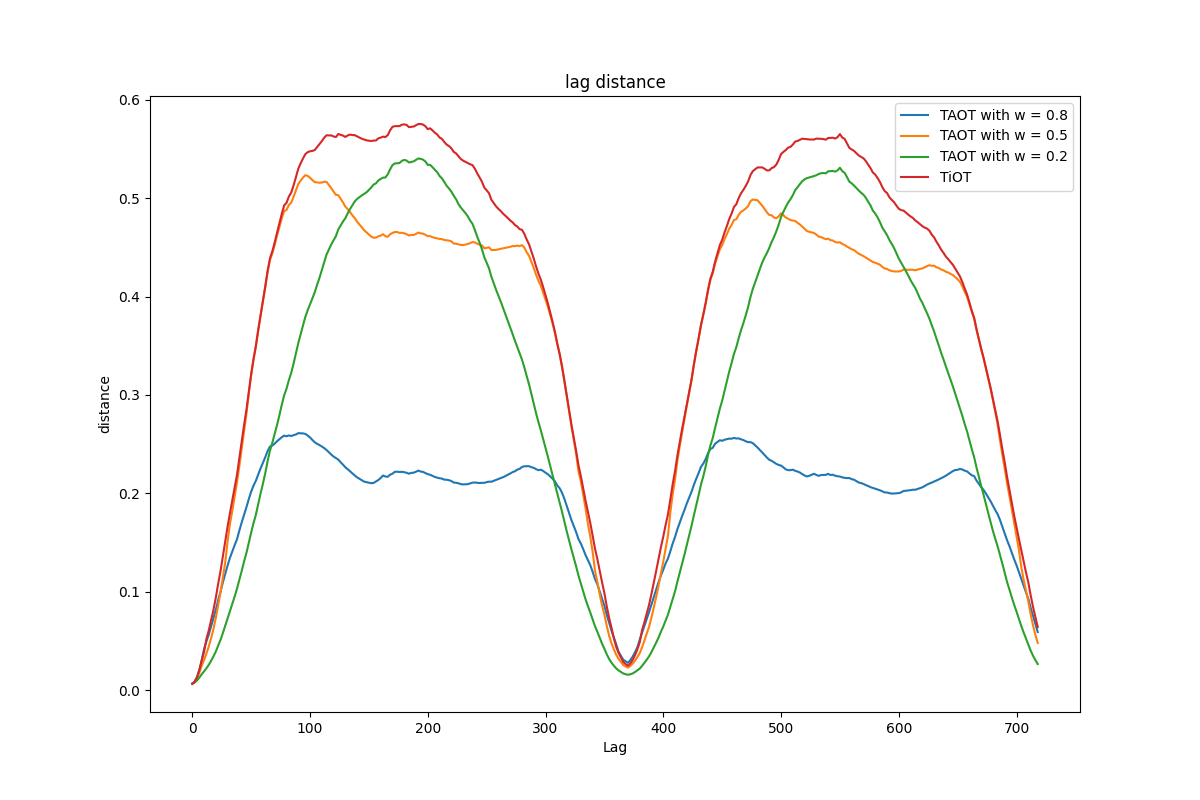 lag distance
TAOT with w = 0.8
TAOT with w = 0.5
TAOT with w = 0.2
TiOT
distance
0.6
0.5
0.4
0.3
0.2
0.1
0.0
0 100 200 300 400 500 600 700
Lag